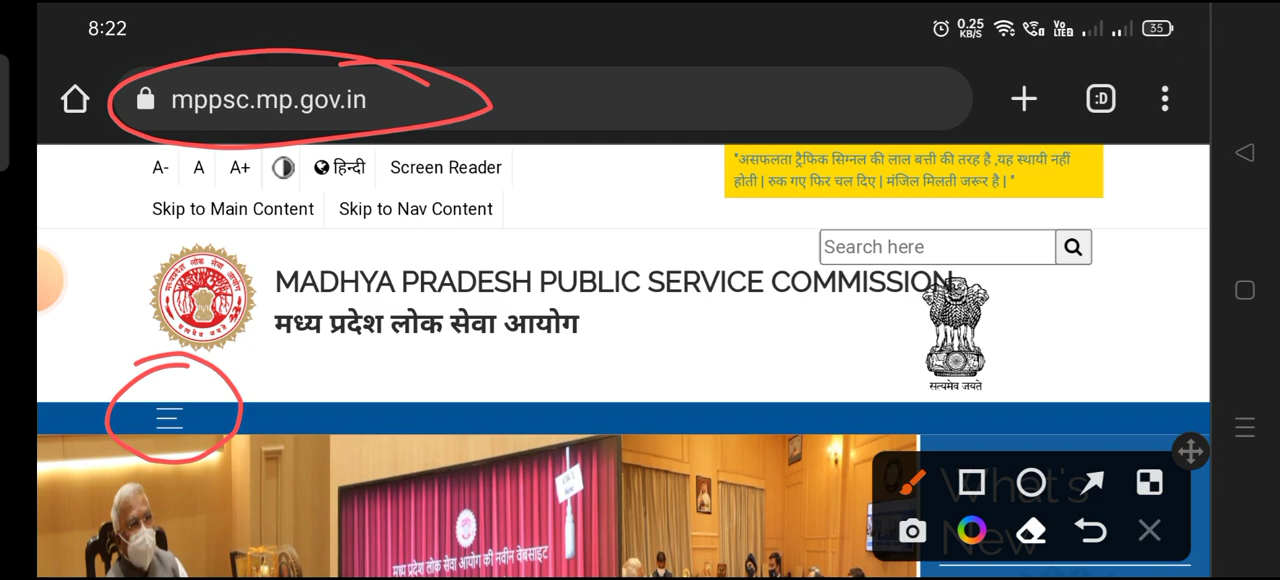 8:22
0.25
KB/S
Vo
LTE2
35
mppsc.mp.gov.in
:D
A-
A
A+
हिन्दी
Screen Reader
"असफलता ट्रैफिक सिग्नल की लाल बत्ती की तरह है ,यह स्थायी नहीं
होती | रुक गए फिर चल दिए | मंजिल मिलती जरूर है | "
Skip to Main Content
Skip to Nav Content
Search here
MADHYA PRADESH PUBLIC SERVICE COMMISSION
मध्य प्रदेश लोक सेवा आयोग
सत्यमेव जयते
What's
New
मध्य प्रदेश लोक सेवा आयोग की नवीन वेबसाइट